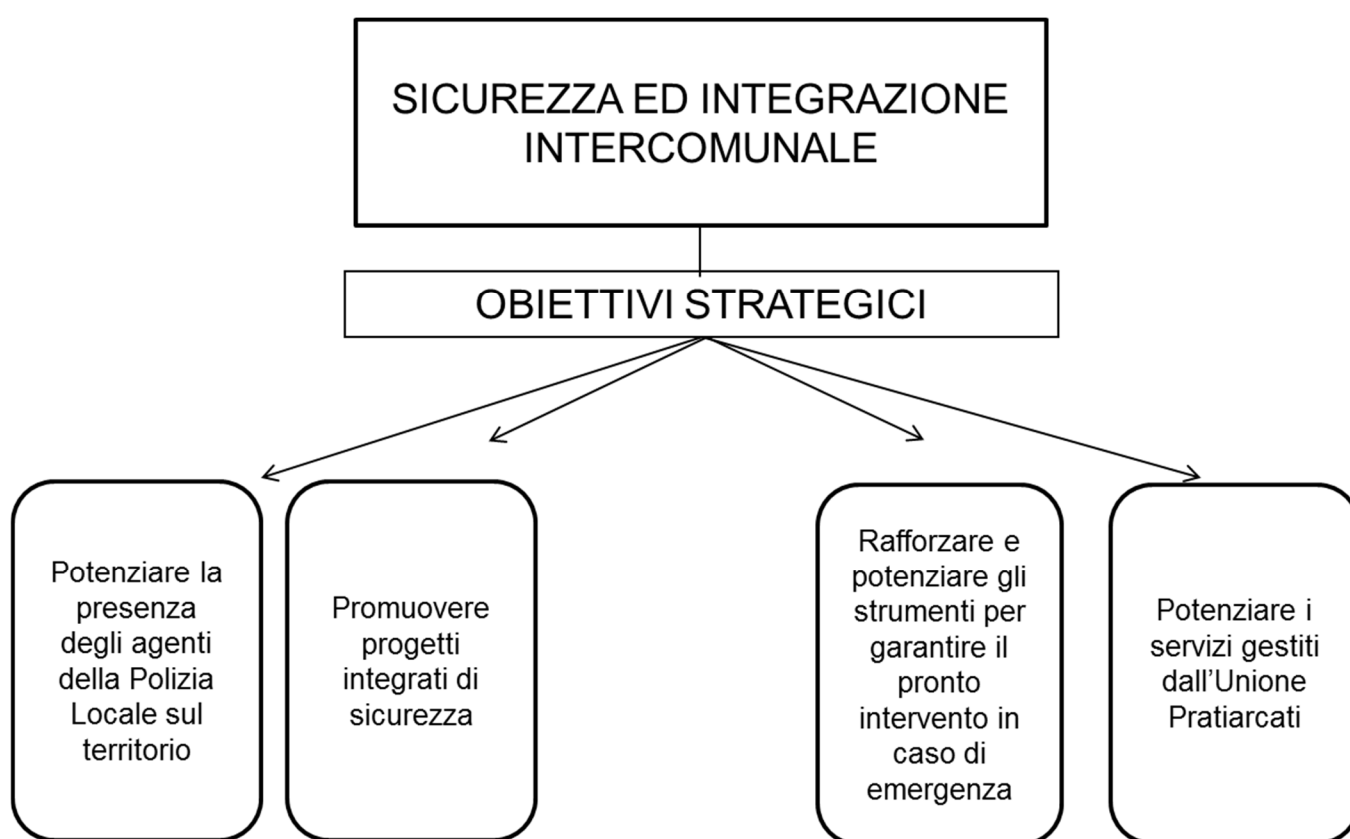 SICUREZZA ED INTEGRAZIONE
INTERCOMUNALE
OBIETTIVI STRATEGICI
Potenziare la
presenza
degli agenti
della Polizia
Locale sul
territorio
Promuovere
progetti
integrati di
sicurezza
Rafforzare e
potenziare gli
strumenti per
garantire il
pronto
intervento in
caso di
emergenza
Potenziare i
servizi gestiti
dall’Unione
Pratiarcati